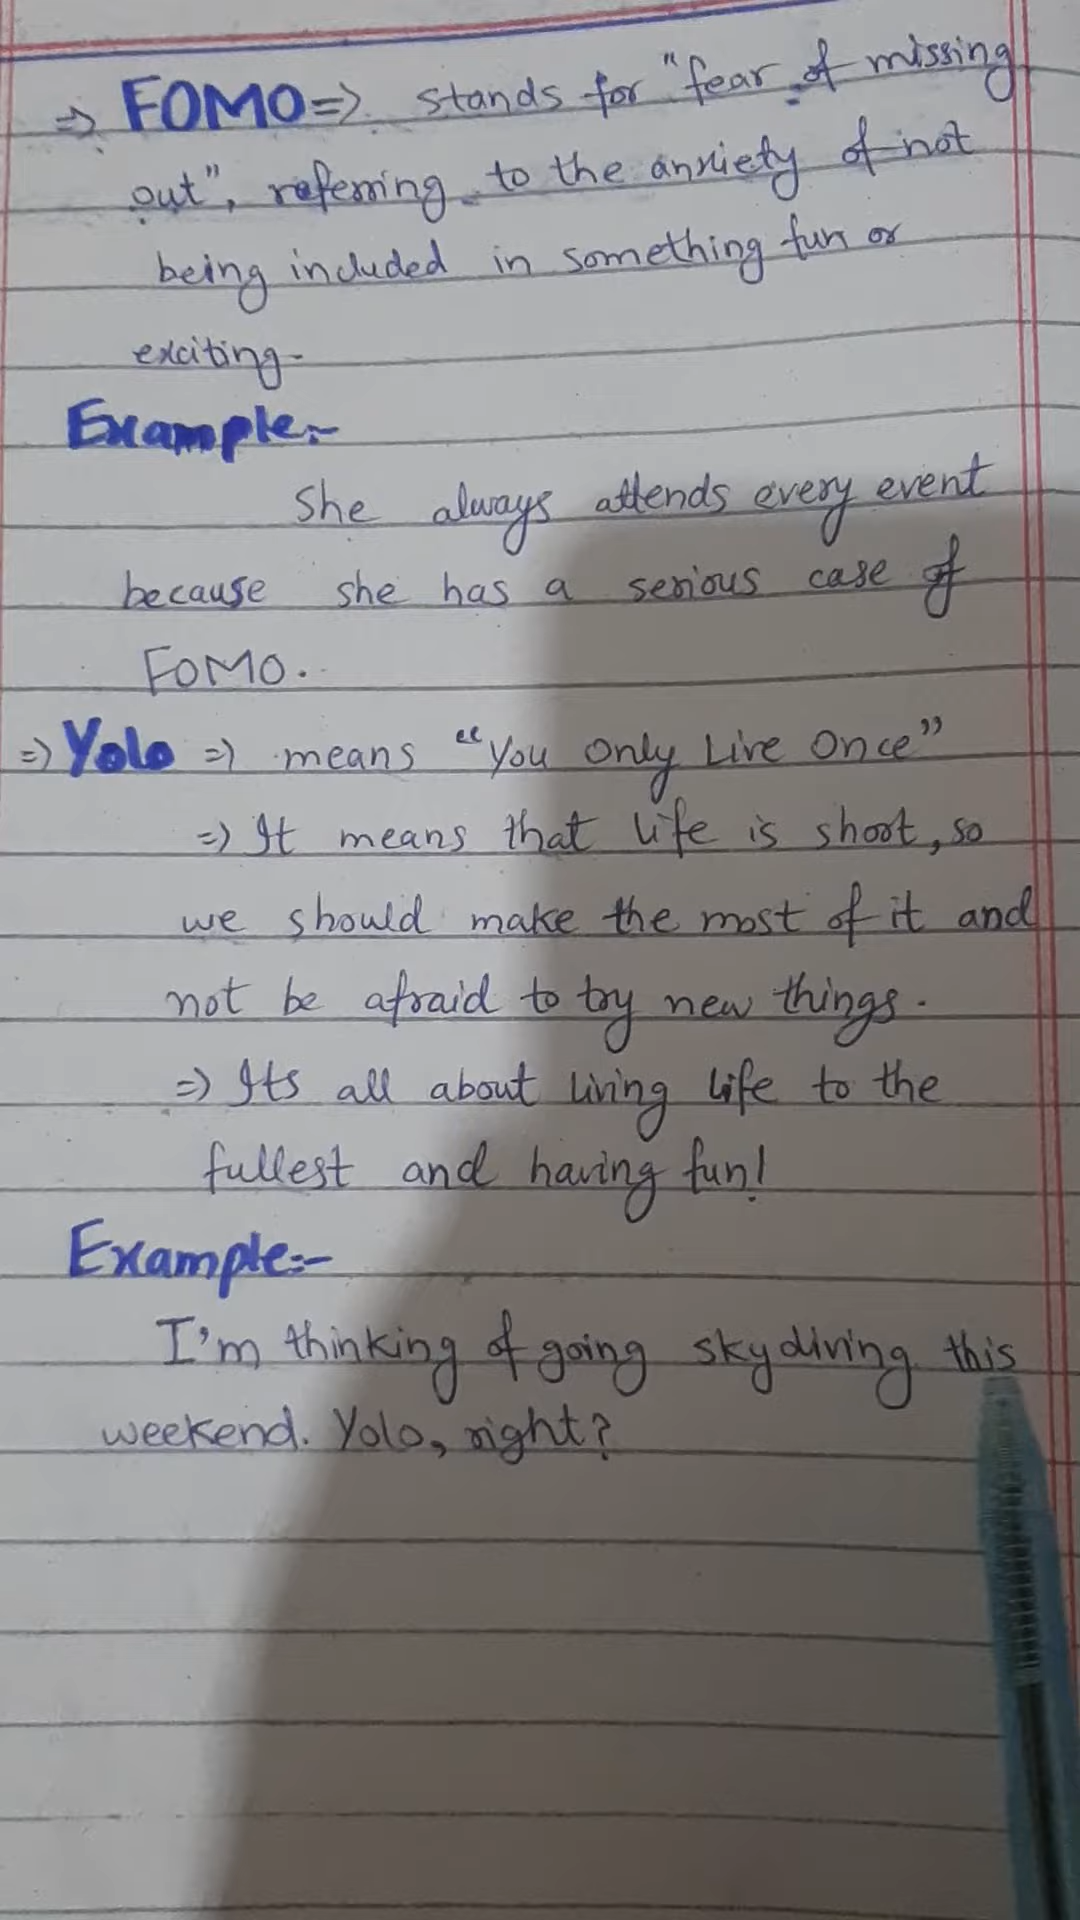 => FOMO => stands for "fear of missing
out", referring to the anxiety of not
being included in something fun or
exciting.
Example:-
She always attends every event
because she has a serious case of
FOMO.
=> Yolo => means "You Only Live Once"
=> It means that life is short, so
we should make the most of it and
not be afraid to try new things.
=> Its all about living life to the
fullest and having fun!
Example:-
I'm thinking of going skydiving this
weekend. Yolo, right?